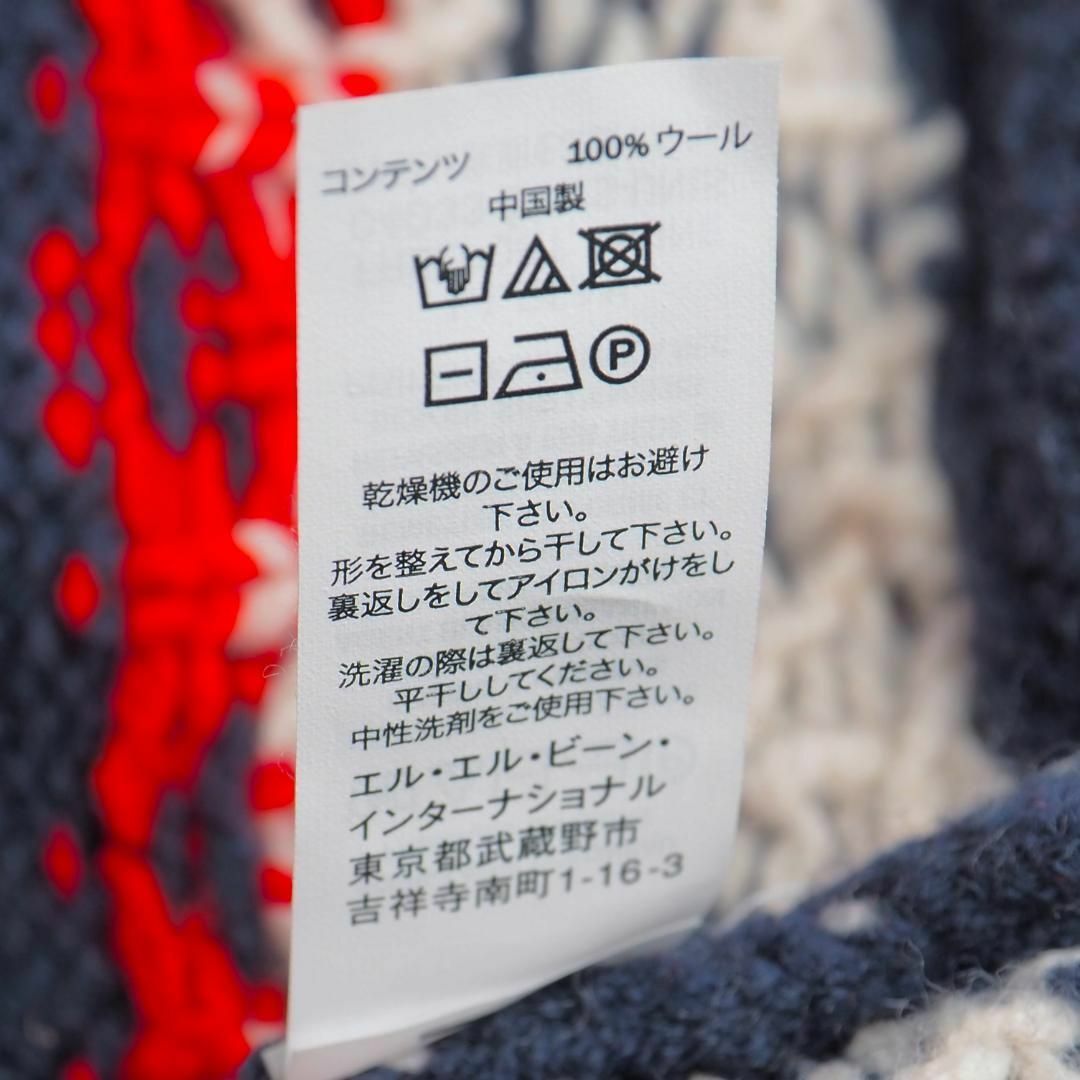 コンテンツ 100% ウール
中国製
P
乾燥機のご使用はお避け
下さい。
形を整えてから干して下さい。
裏返しをしてアイロンがけをし
て下さい。
洗濯の際は裏返して下さい。
平干ししてください。
中性洗剤をご使用下さい。
エル・エル・ビーン・
インターナショナル
東京都武蔵野市
吉祥寺南町1-16-3